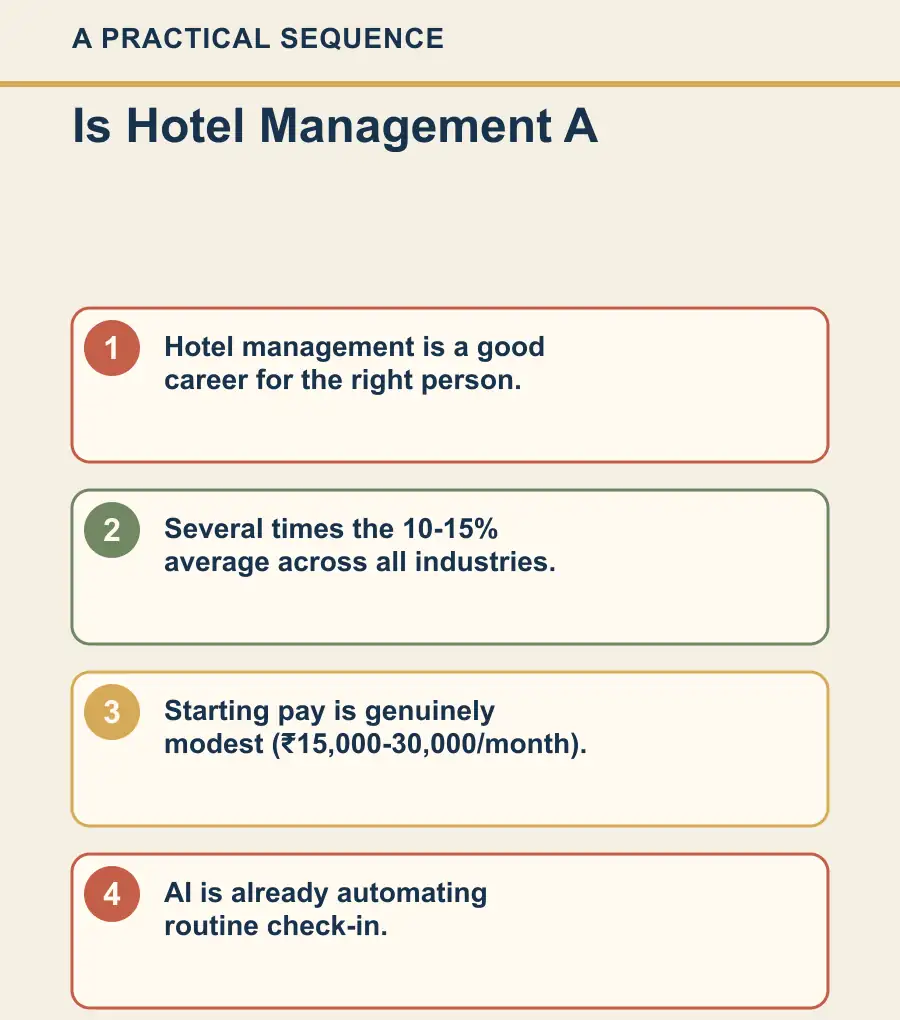 A PRACTICAL SEQUENCE
Is Hotel Management A
1
Hotel management is a good
career for the right person.
2
Several times the 10-15%
average across all industries.
3
Starting pay is genuinely
modest (₹15,000-30,000/month).
4
AI is already automating
routine check-in.